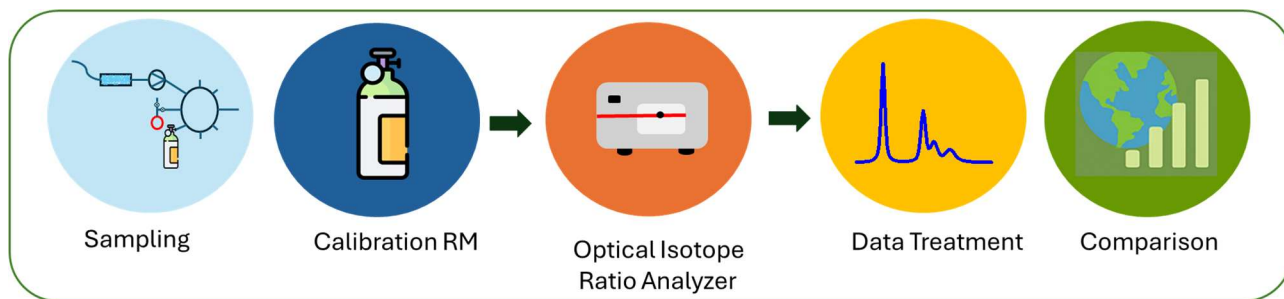 Sampling
Calibration RM
Optical Isotope
Ratio Analyzer
Data Treatment
Comparison